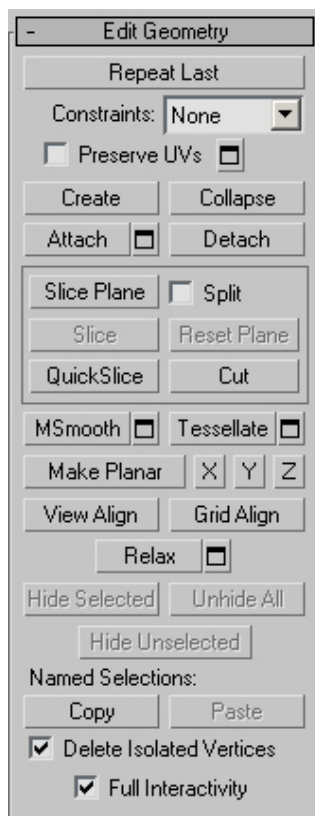 - Edit Geometry
Repeat Last
Constraints: None
Preserve UVs
Create Collapse
Attach Detach
Slice Plane Split
Slice Reset Plane
QuickSlice Cut
MSmooth Tessellate
Make Planar X Y Z
View Align Grid Align
Relax
Hide Selected Unhide All
Hide Unselected
Named Selections:
Copy Paste
Delete Isolated Vertices
Full Interactivity